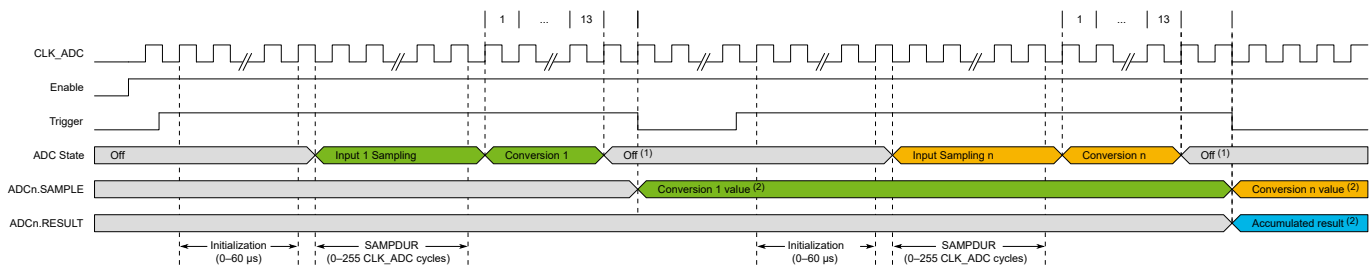 1 ... 13 1 ... 13
CLK_ADC
Enable
Trigger
ADC State Off Input 1 Sampling Conversion 1 Off (1) Input Sampling n Conversion n Off (1)
ADCn.SAMPLE Conversion 1 value (2) Conversion n value (2)
ADCn.RESULT Accumulated result (2)
Initialization SAMPDUR Initialization SAMPDUR
(0–60 µs) (0–255 CLK_ADC cycles) (0–60 µs) (0–255 CLK_ADC cycles)